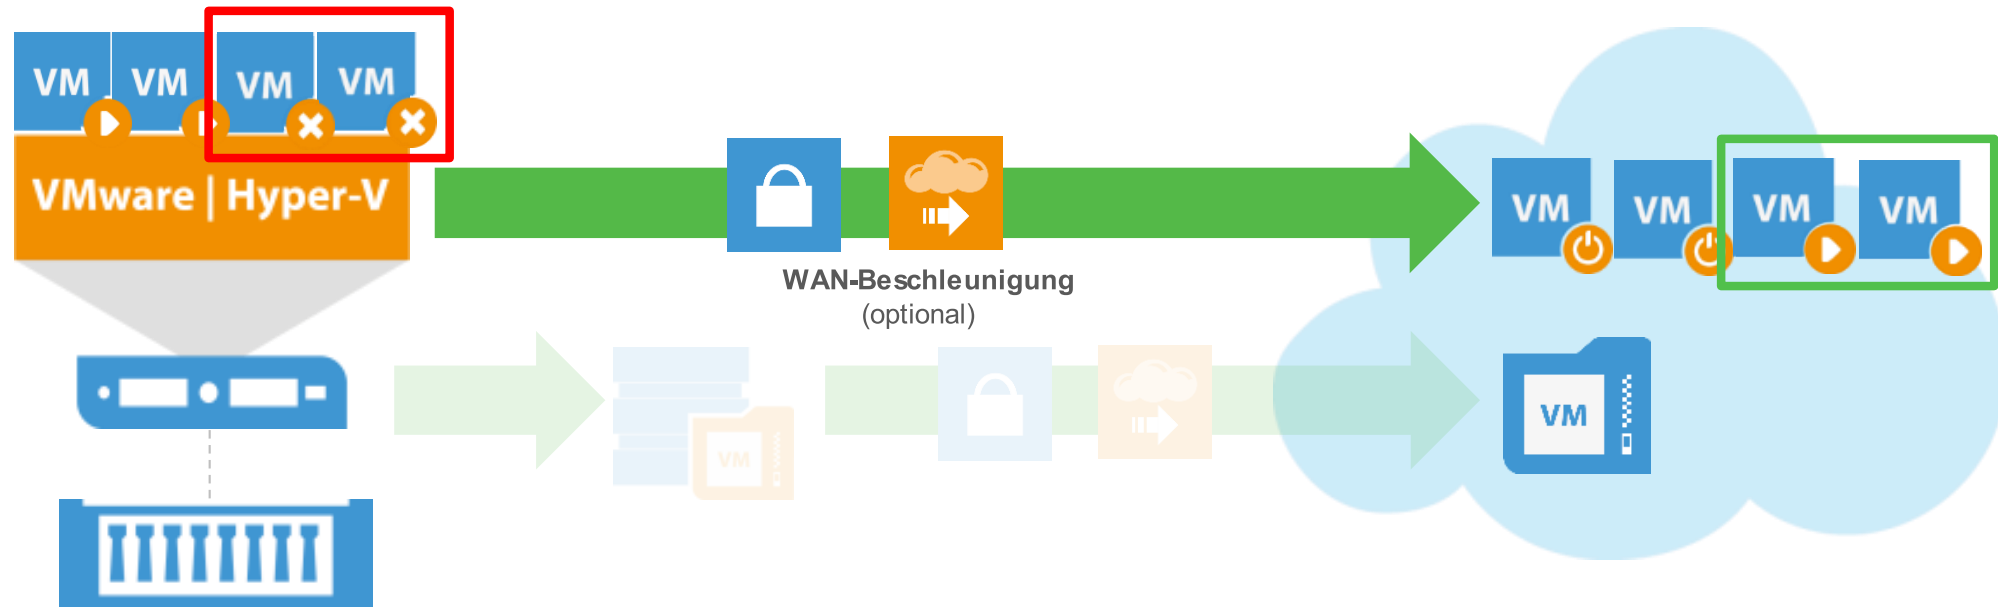 VM VM VM VM
VMware | Hyper-V
WAN-Beschleunigung
(optional)
VM VM VM VM
VM
VM